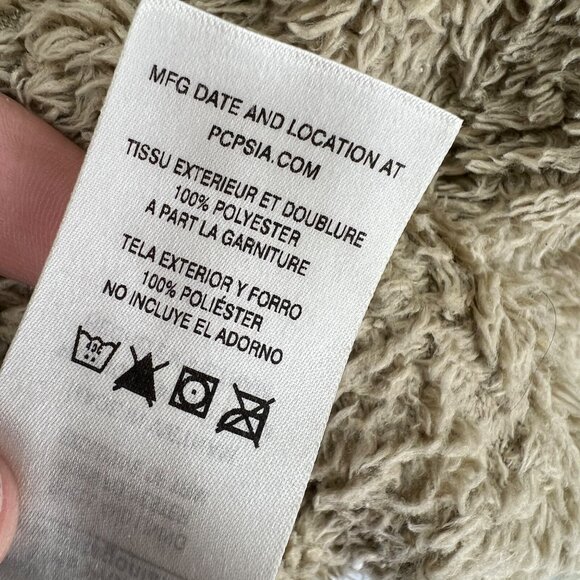 MFG DATE AND LOCATION AT
PCPSIA.COM
TISSU EXTERIEUR ET DOUBLURE
100% POLYESTER
A PART LA GARNITURE
TELA EXTERIOR Y FORRO
100% POLIÉSTER
NO INCLUYE EL ADORNO